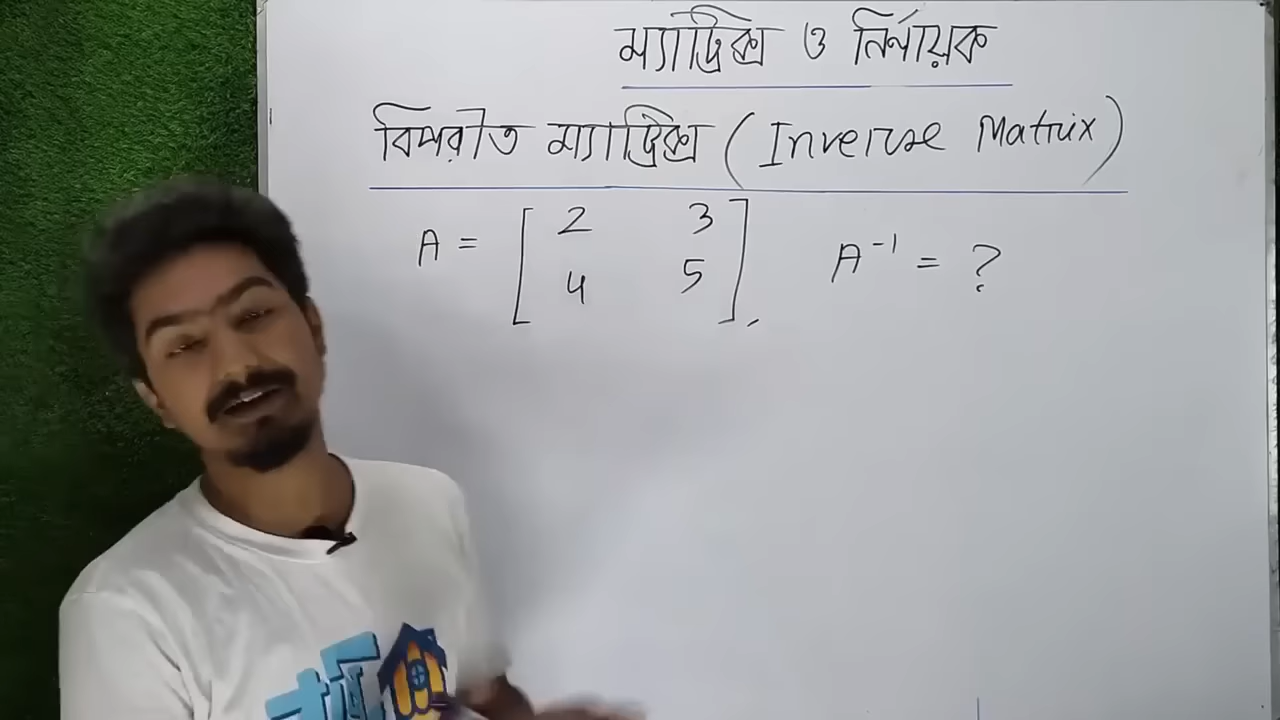 ম্যাট্রিক্স ও নির্ণায়ক
বিপরীত ম্যাট্রিক্স (Inverse Matrix)
A = [ 2 3
4 5 ], A⁻¹ = ?